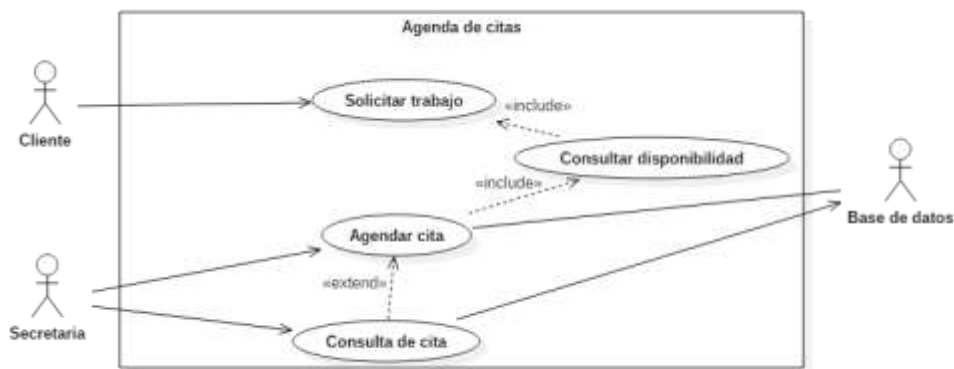 Agenda de citas
Solicitar trabajo
«include»
Cliente
Consultar disponibilidad
«include»
Base de datos
Agendar cita
«extend»
Secretaria
Consulta de cita